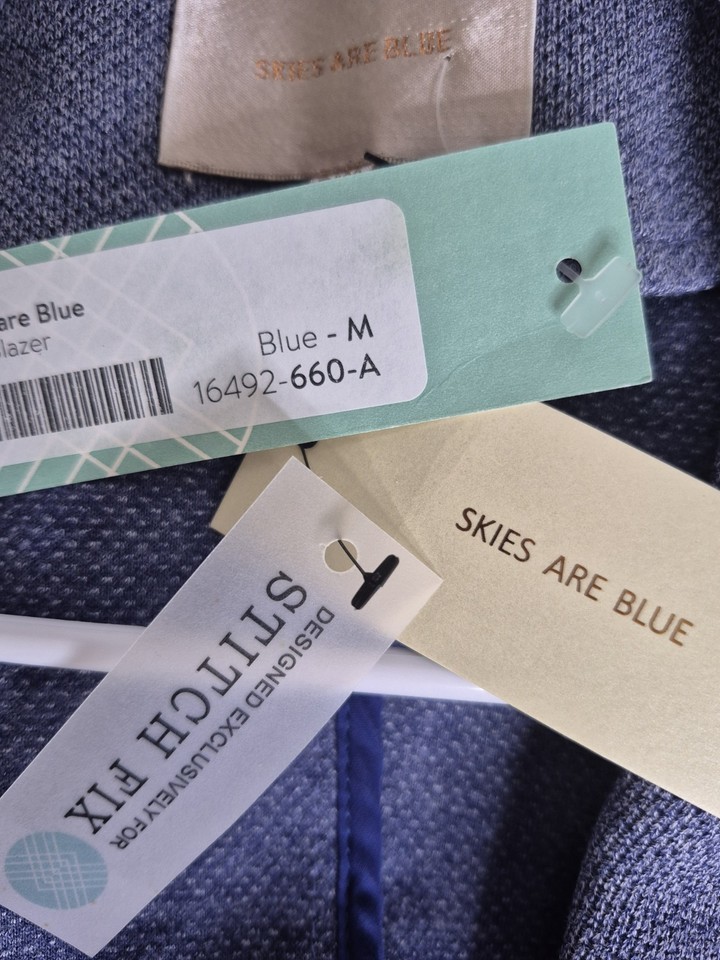 SKIES ARE BLUE
are Blue
lazer
Blue - M
16492-660-A
SKIES ARE BLUE
DESIGNED EXCLUSIVELY FOR
STITCH FIX